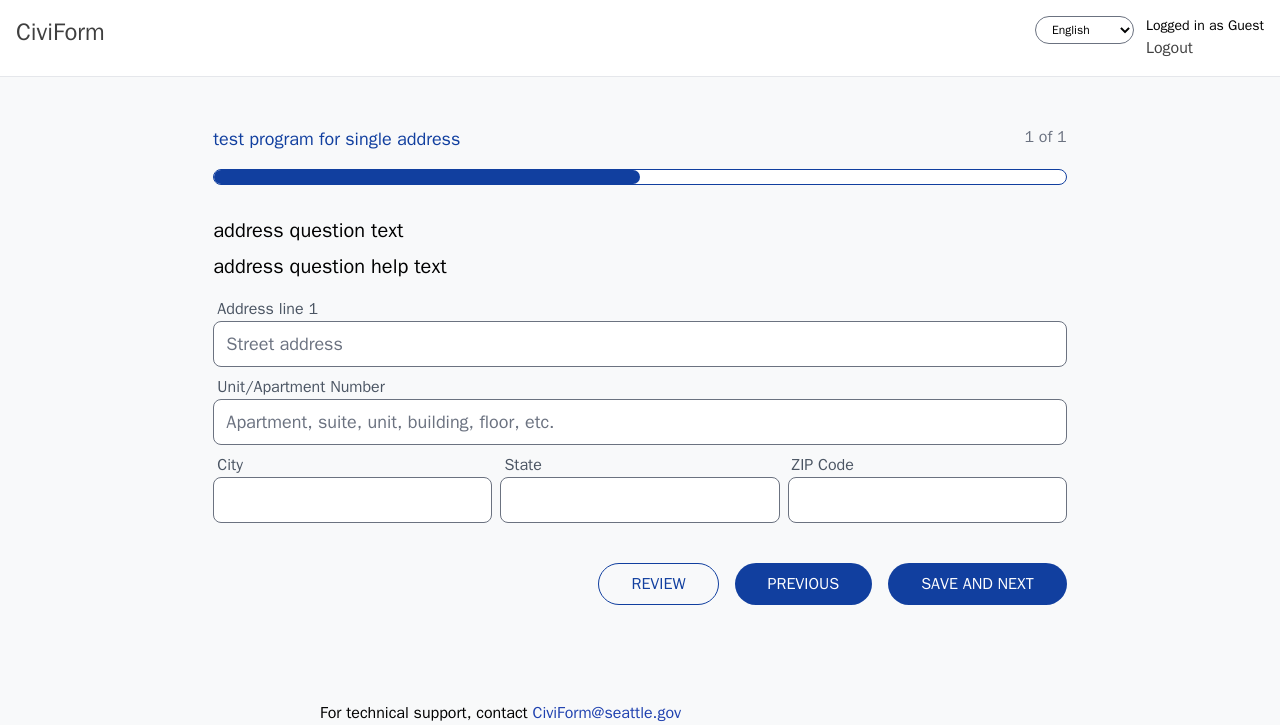 CiviForm
English
Logged in as Guest
Logout
test program for single address
1 of 1
address question text
address question help text
Address line 1
Street address
Unit/Apartment Number
Apartment, suite, unit, building, floor, etc.
City State ZIP Code
REVIEW PREVIOUS SAVE AND NEXT
For technical support, contact CiviForm@seattle.gov